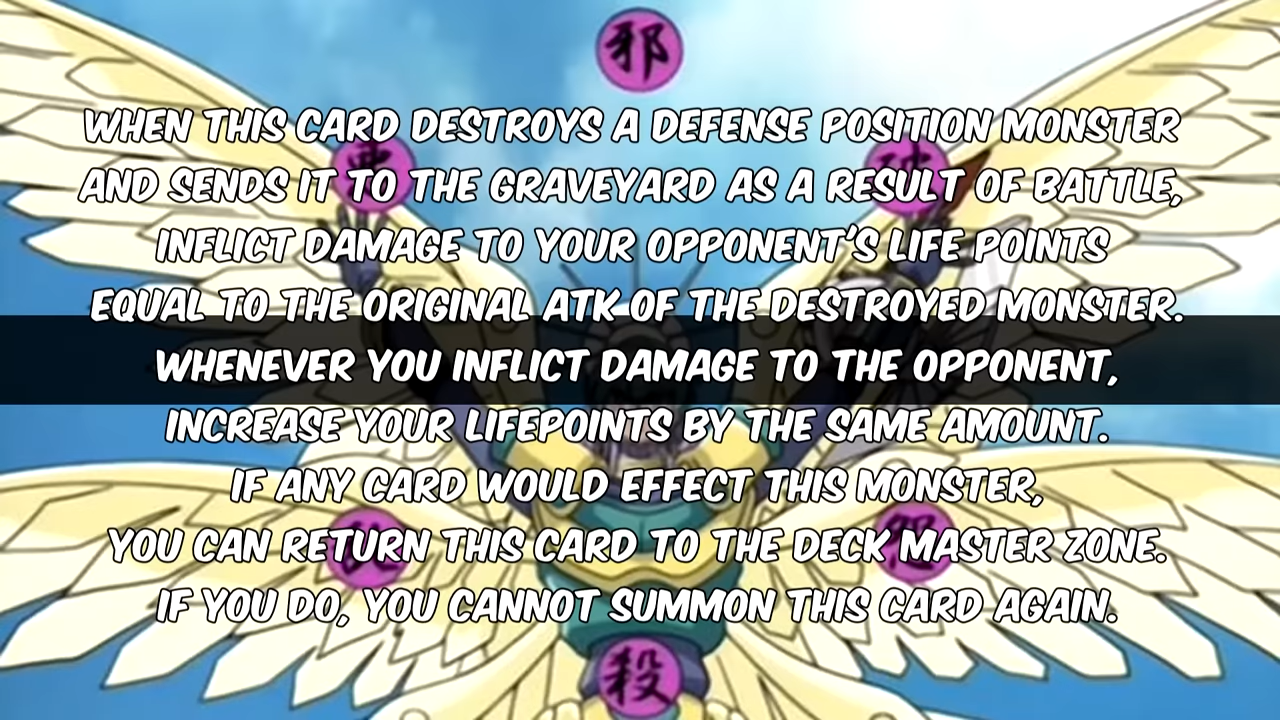 邪
WHEN THIS CARD DESTROYS A DEFENSE POSITION MONSTER
AND SENDS IT TO THE GRAVEYARD AS A RESULT OF BATTLE,
INFLICT DAMAGE TO YOUR OPPONENT'S LIFE POINTS
EQUAL TO THE ORIGINAL ATK OF THE DESTROYED MONSTER.
WHENEVER YOU INFLICT DAMAGE TO THE OPPONENT,
INCREASE YOUR LIFEPOINTS BY THE SAME AMOUNT.
IF ANY CARD WOULD EFFECT THIS MONSTER,
YOU CAN RETURN THIS CARD TO THE DECK MASTER ZONE.
IF YOU DO, YOU CANNOT SUMMON THIS CARD AGAIN.
殺